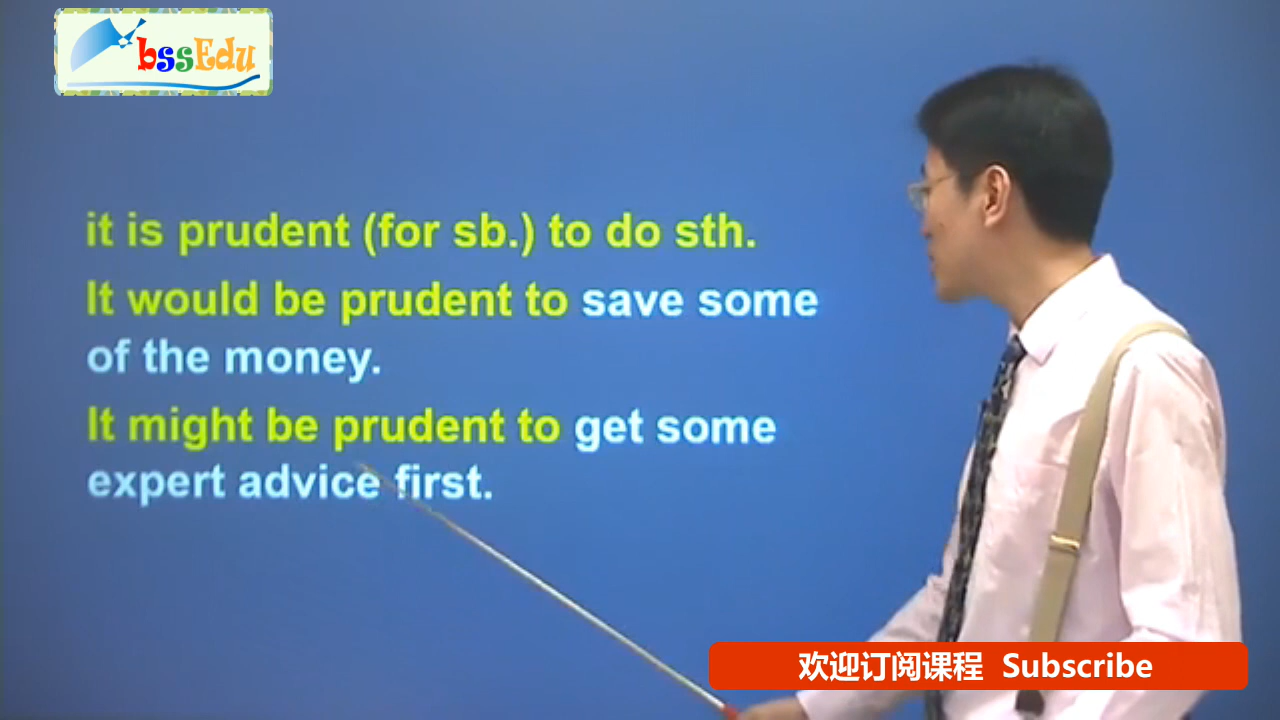 bssEdu
it is prudent (for sb.) to do sth.
It would be prudent to save some
of the money.
It might be prudent to get some
expert advice first.
欢迎订阅课程 Subscribe